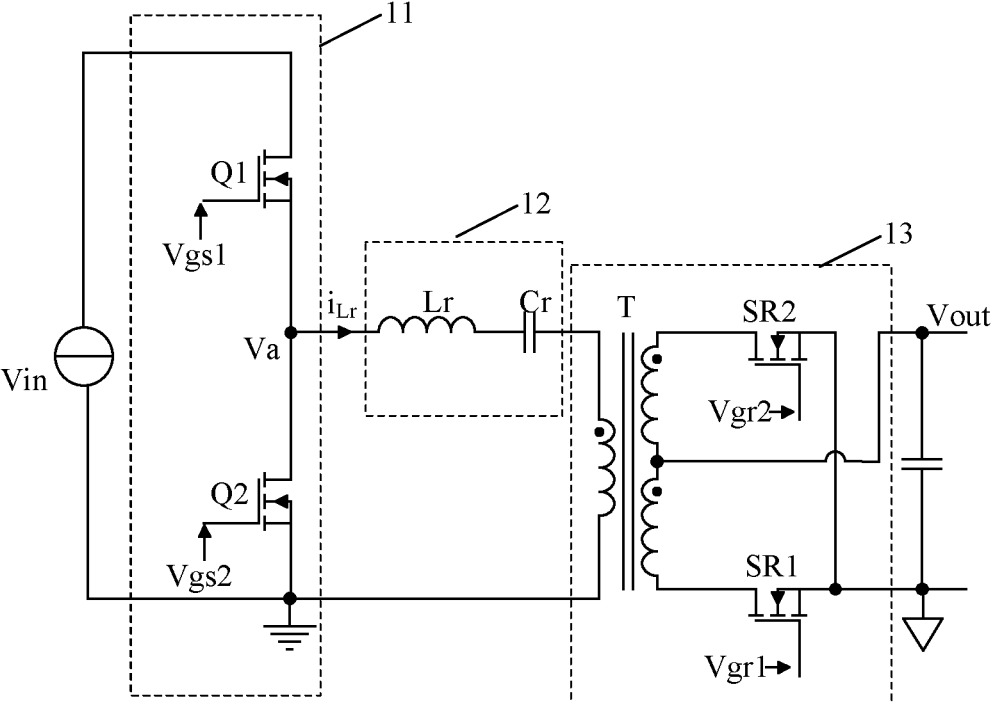 11
Q1
Vgs1
12
13
iLr
Lr
Cr
T
SR2
Vout
Va
Vin
Vgr2
Q2
Vgs2
SR1
Vgr1